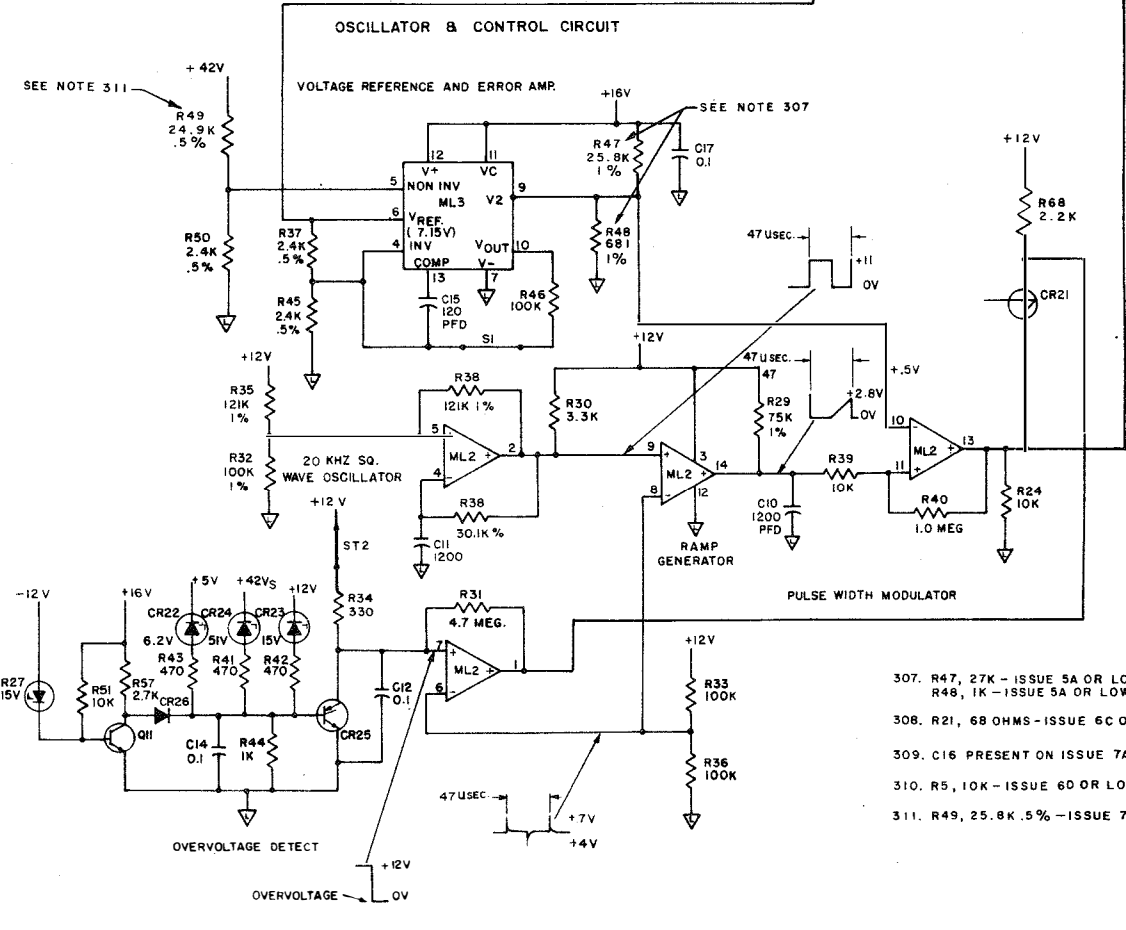 OSCILLATOR & CONTROL CIRCUIT
VOLTAGE REFERENCE AND ERROR AMP.
+42V
SEE NOTE 311
R49
24.9K
.5%
R50
2.4K
.5%
+16V
SEE NOTE 307
R47
25.8K
1%
C17
0.1
12
11
V+
VC
5
NON INV
ML3
V2
9
6
VREF.
(7.15V)
4
INV
VOUT
10
COMP
V-
13
7
R37
2.4K
.5%
R45
2.4K
.5%
C15
120
PFD
R46
100K
S1
R48
681
1%
47 USEC.
+11
0V
+12V
R68
2.2K
CR21
+12V
R35
121K
1%
R32
100K
1%
R38
121K 1%
5
ML2
2
4
20 KHZ SQ.
WAVE OSCILLATOR
R38
30.1K %
C11
1200
+12V
R30
3.3K
47 USEC.
47
+2.8V
0V
+.5V
R29
75K
1%
9
3
ML2
14
8
12
RAMP
GENERATOR
C10
1200
PFD
R39
10K
10
ML2
13
11
R40
1.0 MEG
R24
10K
PULSE WIDTH MODULATOR
+12V
ST2
R34
330
-12V
+16V
+5V
+42VS
+12V
CR22
CR24
CR23
6.2V
51V
15V
R43
470
R41
470
R42
470
R27
15V
R51
10K
R57
2.7K
CR26
Q11
C14
0.1
R44
1K
CR25
C12
0.1
R31
4.7 MEG.
7
ML2
1
6
+12V
R33
100K
R36
100K
47 USEC.
+7V
+4V
OVERVOLTAGE DETECT
+12V
OVERVOLTAGE
0V
307. R47, 27K - ISSUE 5A OR LO
R48, 1K - ISSUE 5A OR LOW
308. R21, 68 OHMS - ISSUE 6C O
309. C16 PRESENT ON ISSUE 7A
310. R5, 10K - ISSUE 6D OR LO
311. R49, 25.8K .5% - ISSUE 7